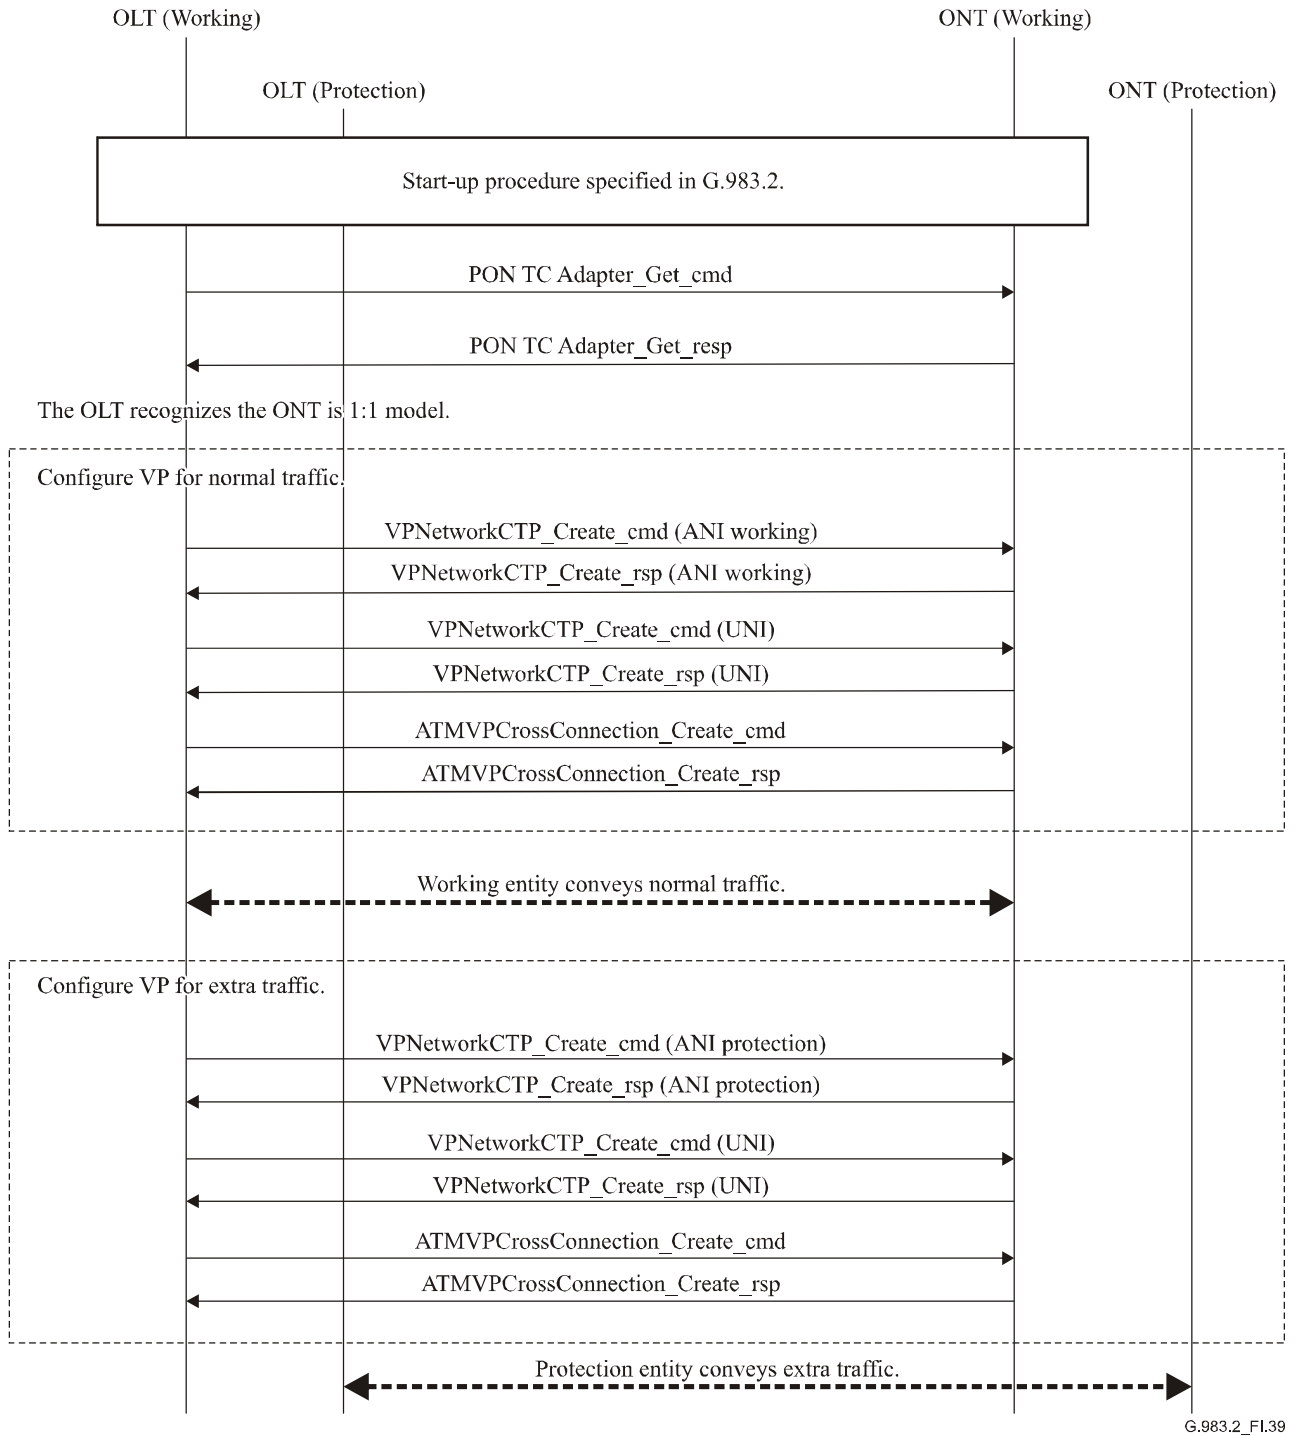 OLT (Working)
ONT (Working)
OLT (Protection)
ONT (Protection)
Start-up procedure specified in G.983.2.
PON TC Adapter_Get_cmd
PON TC Adapter_Get_resp
The OLT recognizes the ONT is 1:1 model.
Configure VP for normal traffic.
VPNetworkCTP_Create_cmd (ANI working)
VPNetworkCTP_Create_rsp (ANI working)
VPNetworkCTP_Create_cmd (UNI)
VPNetworkCTP_Create_rsp (UNI)
ATMVPCrossConnection_Create_cmd
ATMVPCrossConnection_Create_rsp
Working entity conveys normal traffic.
Configure VP for extra traffic.
VPNetworkCTP_Create_cmd (ANI protection)
VPNetworkCTP_Create_rsp (ANI protection)
VPNetworkCTP_Create_cmd (UNI)
VPNetworkCTP_Create_rsp (UNI)
ATMVPCrossConnection_Create_cmd
ATMVPCrossConnection_Create_rsp
Protection entity conveys extra traffic.
G.983.2_FI.39